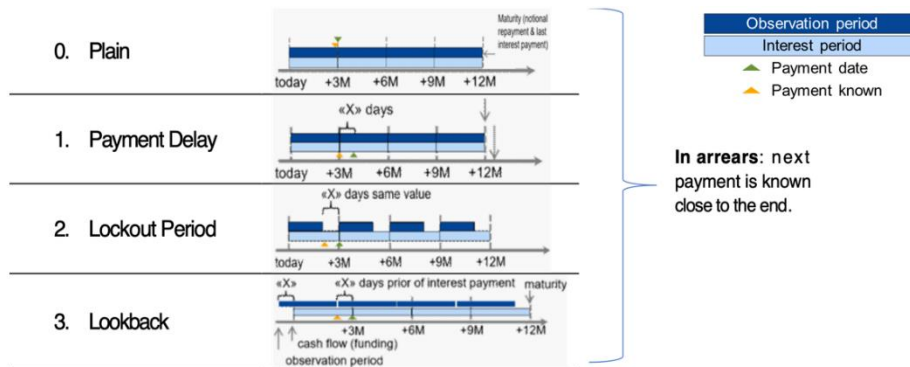 0. Plain
Maturity (notional
repayment & last
interest payment)
today +3M +6M +9M +12M
1. Payment Delay
«X» days
today +3M +6M +9M +12M
2. Lockout Period
«X» days same value
today +3M +6M +9M +12M
3. Lookback
«X» «X» days prior of interest payment maturity
+3M +6M +9M +12M
cash flow (funding)
observation period
Observation period
Interest period
Payment date
Payment known
In arrears: next
payment is known
close to the end.